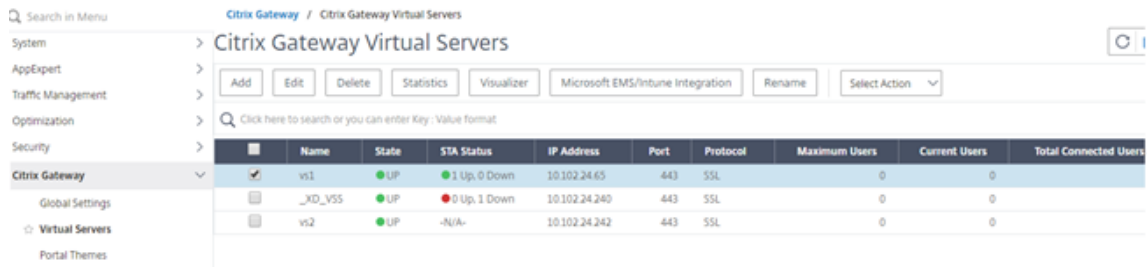 Search in Menu
Citrix Gateway / Citrix Gateway Virtual Servers
System
Citrix Gateway Virtual Servers
AppExpert
Add Edit Delete Statistics Visualizer Microsoft EMS/Intune Integration Rename Select Action
Traffic Management
Optimization
Click here to search or you can enter Key : Value format
Security
Name State STA Status IP Address Port Protocol Maximum Users Current Users Total Connected Users
Citrix Gateway
vs1 UP 1 Up, 0 Down 10.102.24.65 443 SSL 0 0
Global Settings
_XD_VSS UP 0 Up, 1 Down 10.102.24.240 443 SSL 0 0
Virtual Servers
vs2 UP -N/A- 10.102.24.242 443 SSL 0 0
Portal Themes